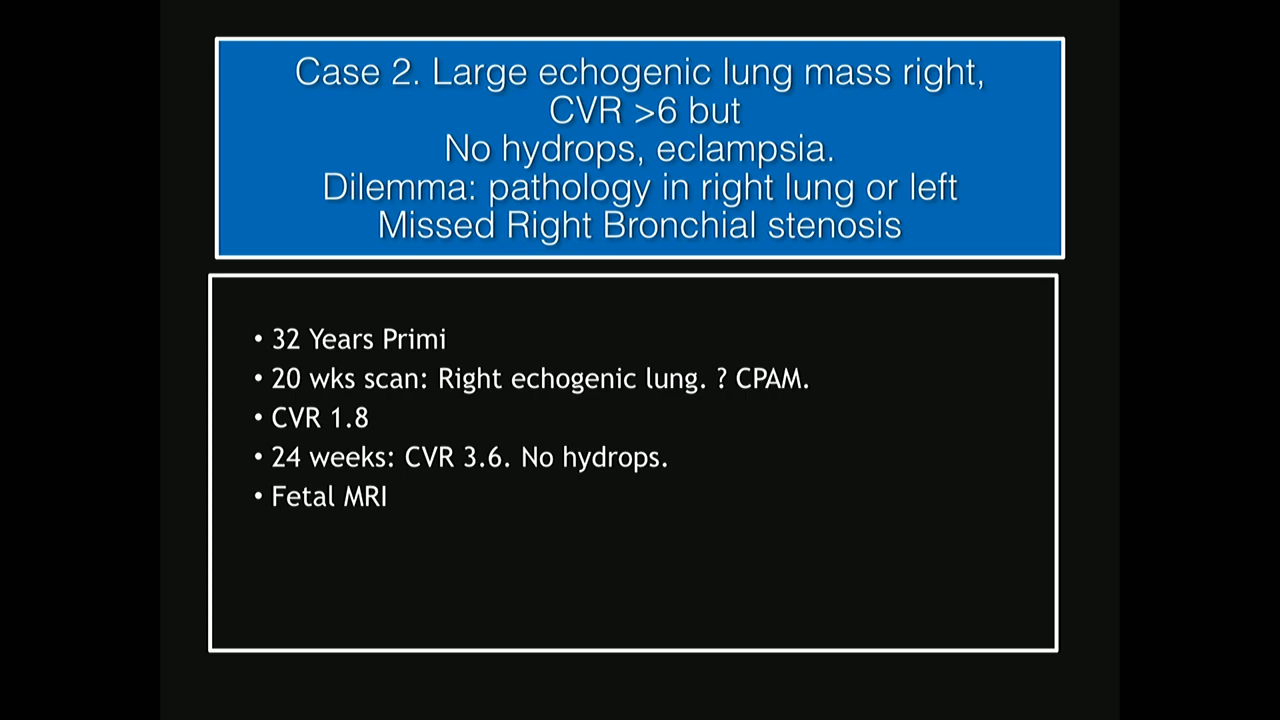 Case 2. Large echogenic lung mass right,
CVR >6 but
No hydrops, eclampsia.
Dilemma: pathology in right lung or left
Missed Right Bronchial stenosis
• 32 Years Primi
• 20 wks scan: Right echogenic lung. ? CPAM.
• CVR 1.8
• 24 weeks: CVR 3.6. No hydrops.
• Fetal MRI